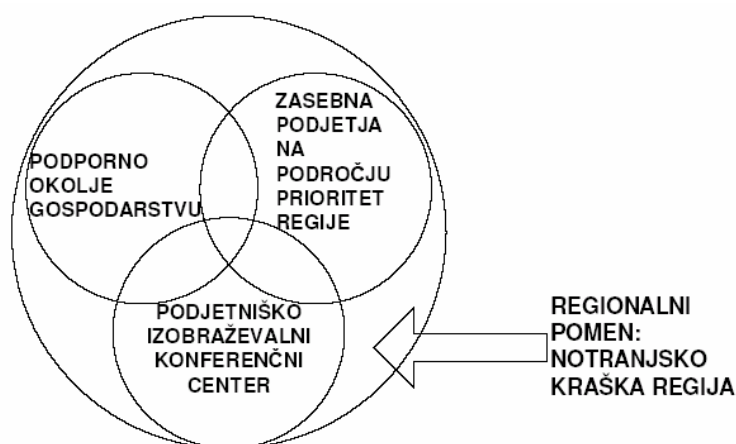 PODPORNO
OKOLJE
GOSPODARSTVU
ZASEBNA
PODJETJA
NA
PODROČJU
PRIORITET
REGIJE
PODJETNIŠKO
IZOBRAŽEVALNI
KONFERENČNI
CENTER
REGIONALNI
POMEN:
NOTRANJSKO
KRAŠKA REGIJA